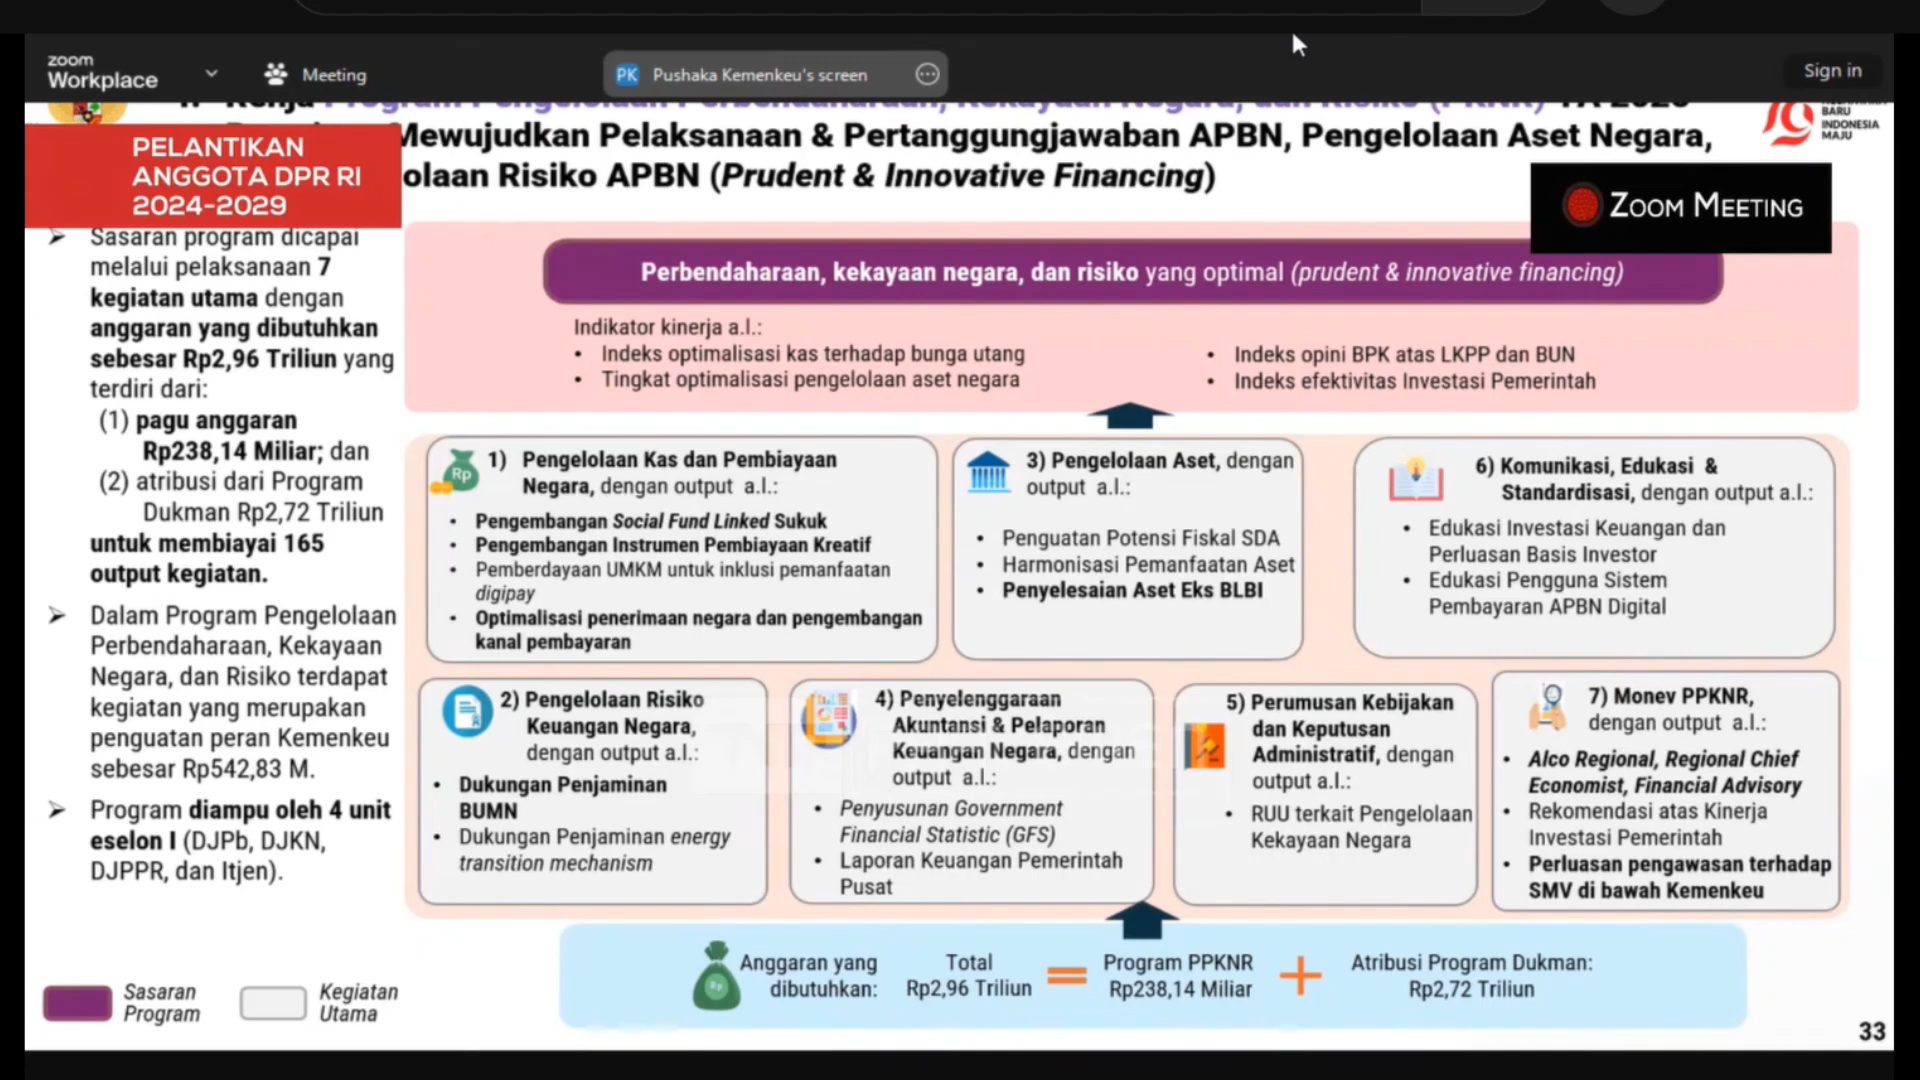 zoom
Workplace
Meeting
PK Pushaka Kemenkeu's screen
Sign in
Mewujudkan Pelaksanaan & Pertanggungjawaban APBN, Pengelolaan Aset Negara,
olaan Risiko APBN (Prudent & Innovative Financing)
BARU
INDONESIA
MAJU
PELANTIKAN
ANGGOTA DPR RI
2024-2029
ZOOM MEETING
➢ Sasaran program dicapai
melalui pelaksanaan 7
kegiatan utama dengan
anggaran yang dibutuhkan
sebesar Rp2,96 Triliun yang
terdiri dari:
(1) pagu anggaran
Rp238,14 Miliar; dan
(2) atribusi dari Program
Dukman Rp2,72 Triliun
untuk membiayai 165
output kegiatan.
➢ Dalam Program Pengelolaan
Perbendaharaan, Kekayaan
Negara, dan Risiko terdapat
kegiatan yang merupakan
penguatan peran Kemenkeu
sebesar Rp542,83 M.
➢ Program diampu oleh 4 unit
eselon I (DJPb, DJKN,
DJPPR, dan Itjen).
Sasaran
Program
Kegiatan
Utama
Perbendaharaan, kekayaan negara, dan risiko yang optimal (prudent & innovative financing)
Indikator kinerja a.l.:
• Indeks optimalisasi kas terhadap bunga utang
• Tingkat optimalisasi pengelolaan aset negara
• Indeks opini BPK atas LKPP dan BUN
• Indeks efektivitas Investasi Pemerintah
Rp
1) Pengelolaan Kas dan Pembiayaan
Negara, dengan output a.l.:
• Pengembangan Social Fund Linked Sukuk
• Pengembangan Instrumen Pembiayaan Kreatif
• Pemberdayaan UMKM untuk inklusi pemanfaatan
digipay
• Optimalisasi penerimaan negara dan pengembangan
kanal pembayaran
3) Pengelolaan Aset, dengan
output a.l.:
• Penguatan Potensi Fiskal SDA
• Harmonisasi Pemanfaatan Aset
• Penyelesaian Aset Eks BLBI
6) Komunikasi, Edukasi &
Standardisasi, dengan output a.l.:
• Edukasi Investasi Keuangan dan
Perluasan Basis Investor
• Edukasi Pengguna Sistem
Pembayaran APBN Digital
2) Pengelolaan Risiko
Keuangan Negara,
dengan output a.l.:
• Dukungan Penjaminan
BUMN
• Dukungan Penjaminan energy
transition mechanism
4) Penyelenggaraan
Akuntansi & Pelaporan
Keuangan Negara, dengan
output a.l.:
• Penyusunan Government
Financial Statistic (GFS)
• Laporan Keuangan Pemerintah
Pusat
5) Perumusan Kebijakan
dan Keputusan
Administratif, dengan
output a.l.:
• RUU terkait Pengelolaan
Kekayaan Negara
7) Monev PPKNR,
dengan output a.l.:
• Alco Regional, Regional Chief
Economist, Financial Advisory
• Rekomendasi atas Kinerja
Investasi Pemerintah
• Perluasan pengawasan terhadap
SMV di bawah Kemenkeu
Rp
Anggaran yang
dibutuhkan:
Total
Rp2,96 Triliun
=
Program PPKNR
Rp238,14 Miliar
+
Atribusi Program Dukman:
Rp2,72 Triliun
33